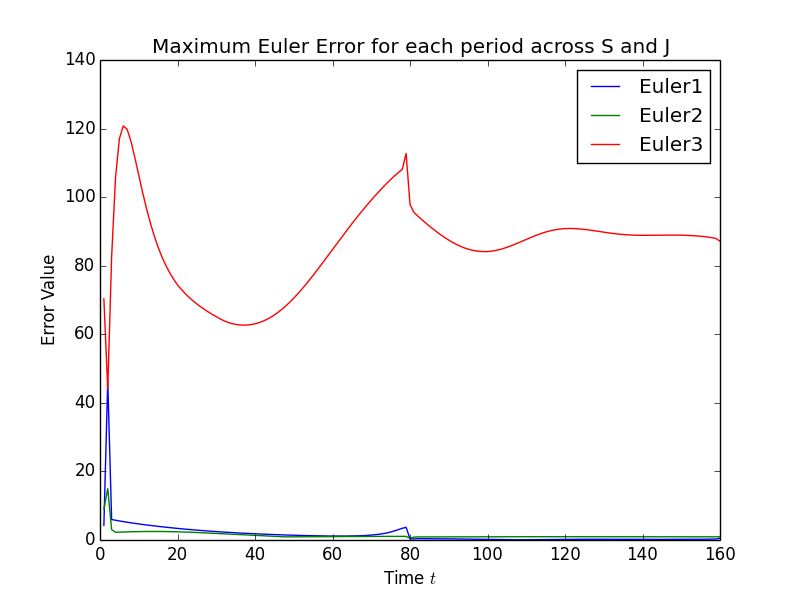 Maximum Euler Error for each period across S and J
140
120
100
80
60
40
20
0
Error Value
Euler1
Euler2
Euler3
0 20 40 60 80 100 120 140 160
Time t